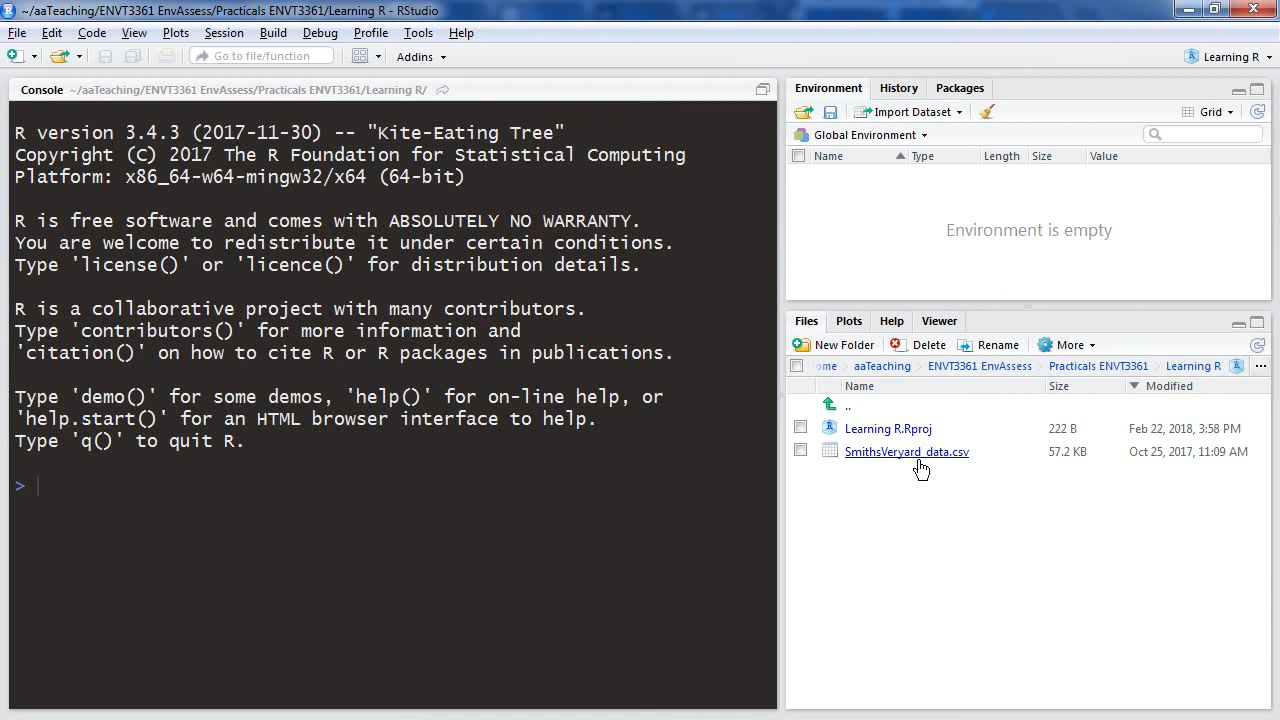 ~/aaTeaching/ENVT3361 EnvAssess/Practicals ENVT3361/Learning R - RStudio
File Edit Code View Plots Session Build Debug Profile Tools Help
Go to file/function Addins Learning R
Console ~/aaTeaching/ENVT3361 EnvAssess/Practicals ENVT3361/Learning R/
R version 3.4.3 (2017-11-30) -- "Kite-Eating Tree"
Copyright (C) 2017 The R Foundation for Statistical Computing
Platform: x86_64-w64-mingw32/x64 (64-bit)
R is free software and comes with ABSOLUTELY NO WARRANTY.
You are welcome to redistribute it under certain conditions.
Type 'license()' or 'licence()' for distribution details.
R is a collaborative project with many contributors.
Type 'contributors()' for more information and
'citation()' on how to cite R or R packages in publications.
Type 'demo()' for some demos, 'help()' for on-line help, or
'help.start()' for an HTML browser interface to help.
Type 'q()' to quit R.
>
Environment History Packages
Import Dataset Grid
Global Environment
Name Type Length Size Value
Environment is empty
Files Plots Help Viewer
New Folder Delete Rename More
ome aaTeaching ENVT3361 EnvAssess Practicals ENVT3361 Learning R ...
Name Size Modified
..
Learning R.Rproj 222 B Feb 22, 2018, 3:58 PM
SmithsVeryard_data.csv 57.2 KB Oct 25, 2017, 11:09 AM